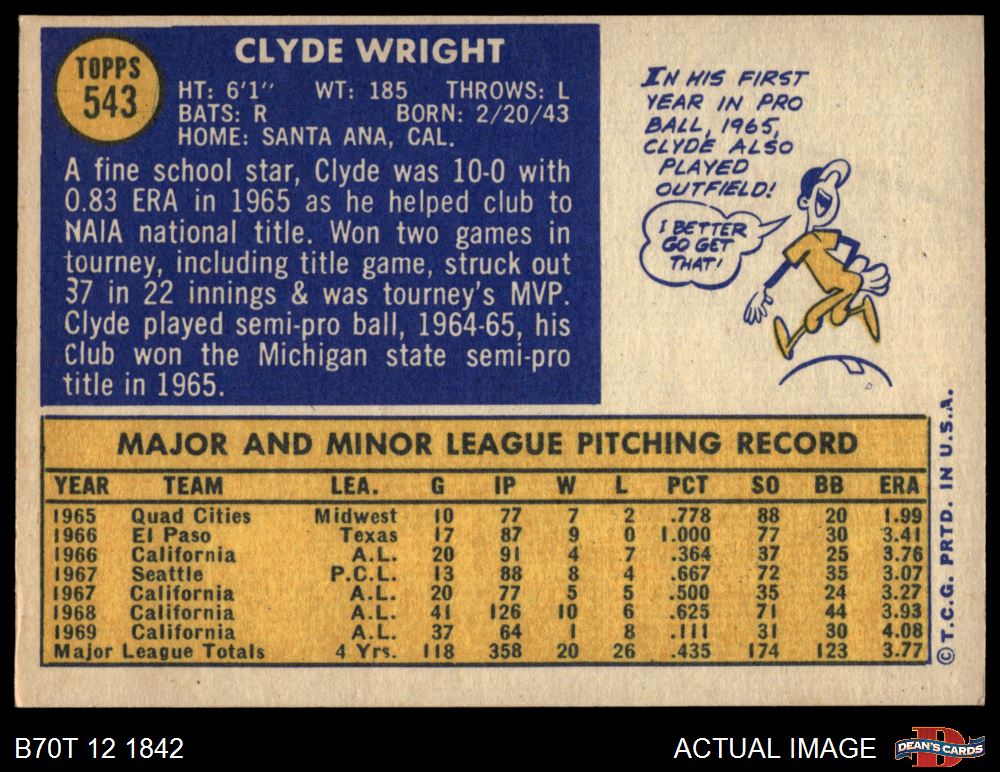 TOPPS
543
CLYDE WRIGHT
HT: 6'1" WT: 185 THROWS: L
BATS: R BORN: 2/20/43
HOME: SANTA ANA, CAL.
A fine school star, Clyde was 10-0 with
0.83 ERA in 1965 as he helped club to
NAIA national title. Won two games in
tourney, including title game, struck out
37 in 22 innings & was tourney's MVP.
Clyde played semi-pro ball, 1964-65, his
Club won the Michigan state semi-pro
title in 1965.
IN HIS FIRST
YEAR IN PRO
BALL, 1965,
CLYDE ALSO
PLAYED
OUTFIELD!
I BETTER
GO GET
THAT!
MAJOR AND MINOR LEAGUE PITCHING RECORD
YEAR TEAM LEA. G IP W L PCT SO BB ERA
1965 Quad Cities Midwest 10 77 7 2 .778 88 20 1.99
1966 El Paso Texas 17 87 9 0 1.000 77 30 3.41
1966 California A.L. 20 91 4 7 .364 37 25 3.76
1967 Seattle P.C.L. 13 88 8 4 .667 72 35 3.07
1967 California A.L. 20 77 5 5 .500 35 24 3.27
1968 California A.L. 41 126 10 6 .625 71 44 3.93
1969 California A.L. 37 64 1 8 .111 31 30 4.08
Major League Totals 4 Yrs. 118 358 20 26 .435 174 123 3.77
© T.C.G. PRTD. IN U.S.A.
B70T 12 1842
ACTUAL IMAGE
DEAN'S CARDS